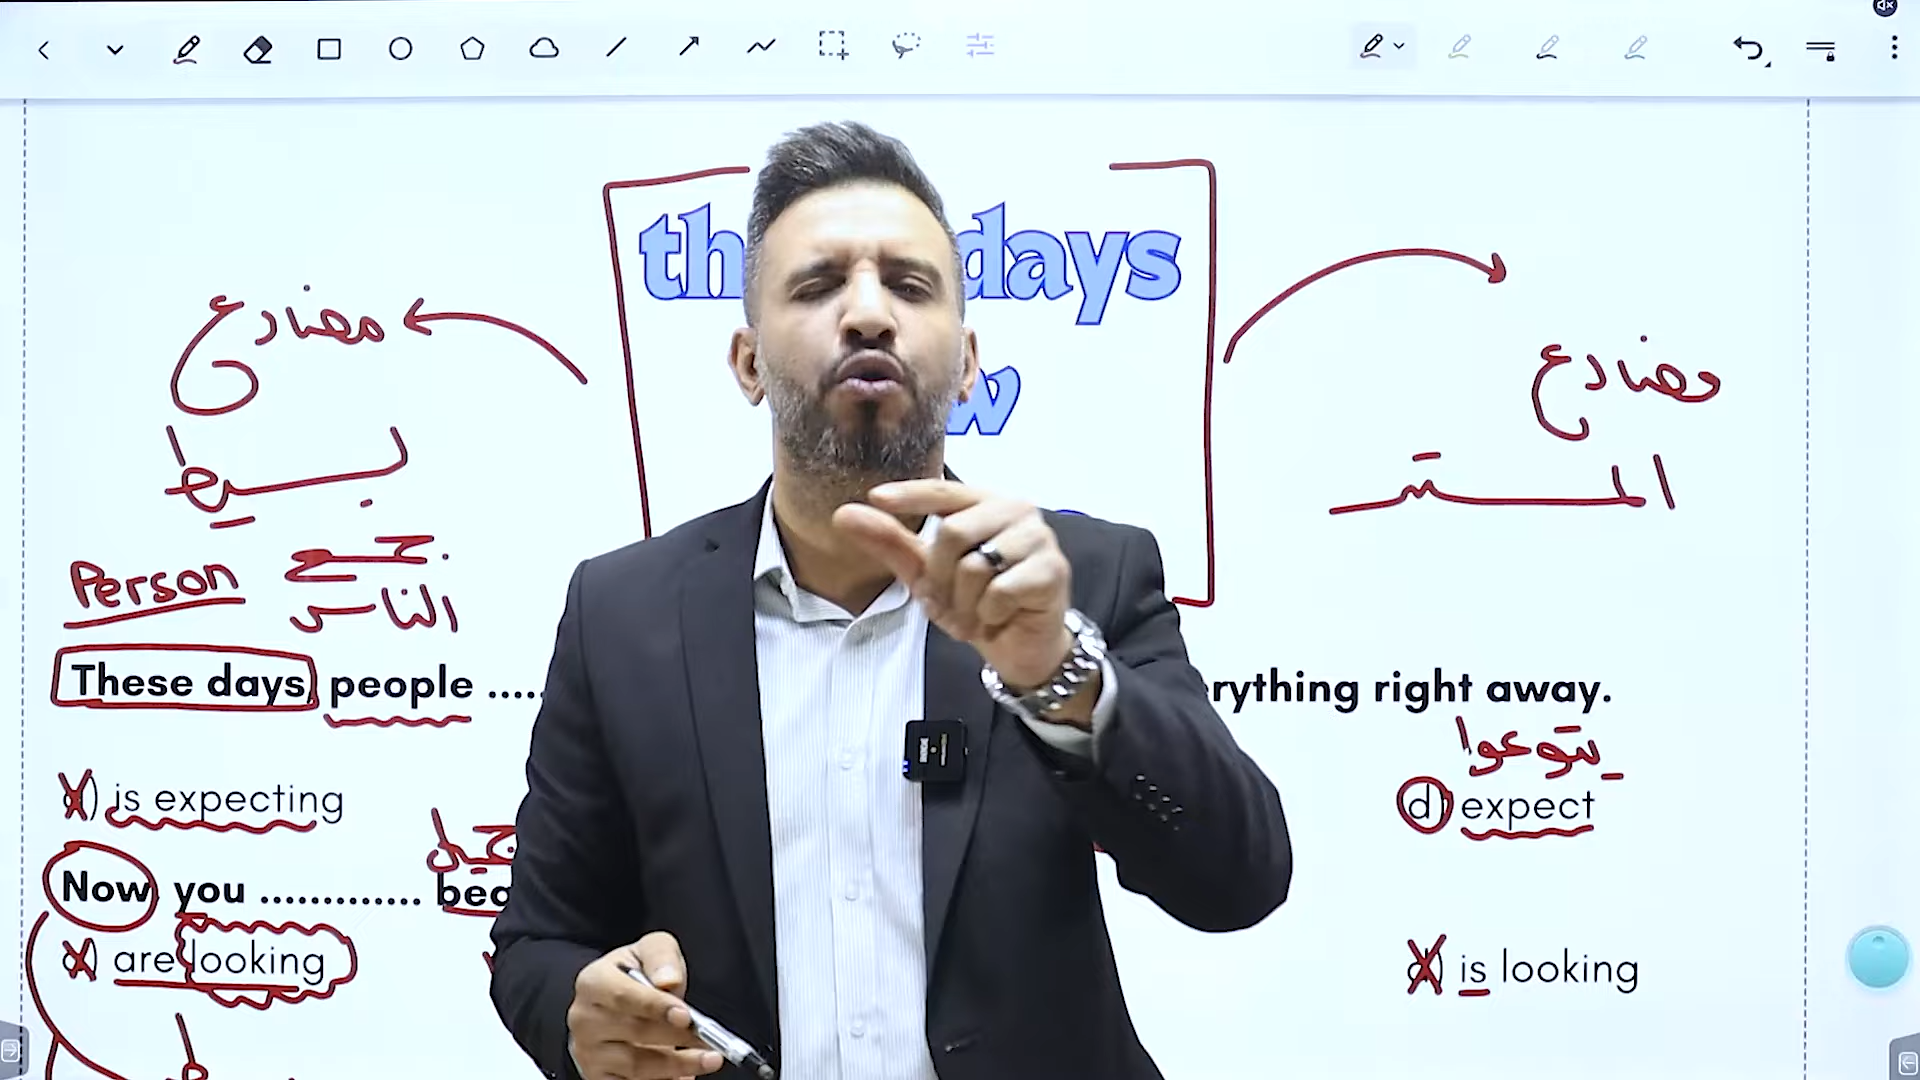 days
w
مضارع
بسيط
مضارع
المستمر
Person
جمع
الناس
These days, people .....
rything right away.
يتوقعوا
is expecting
d) expect
جميل
Now, you ............. bea
are looking
is looking